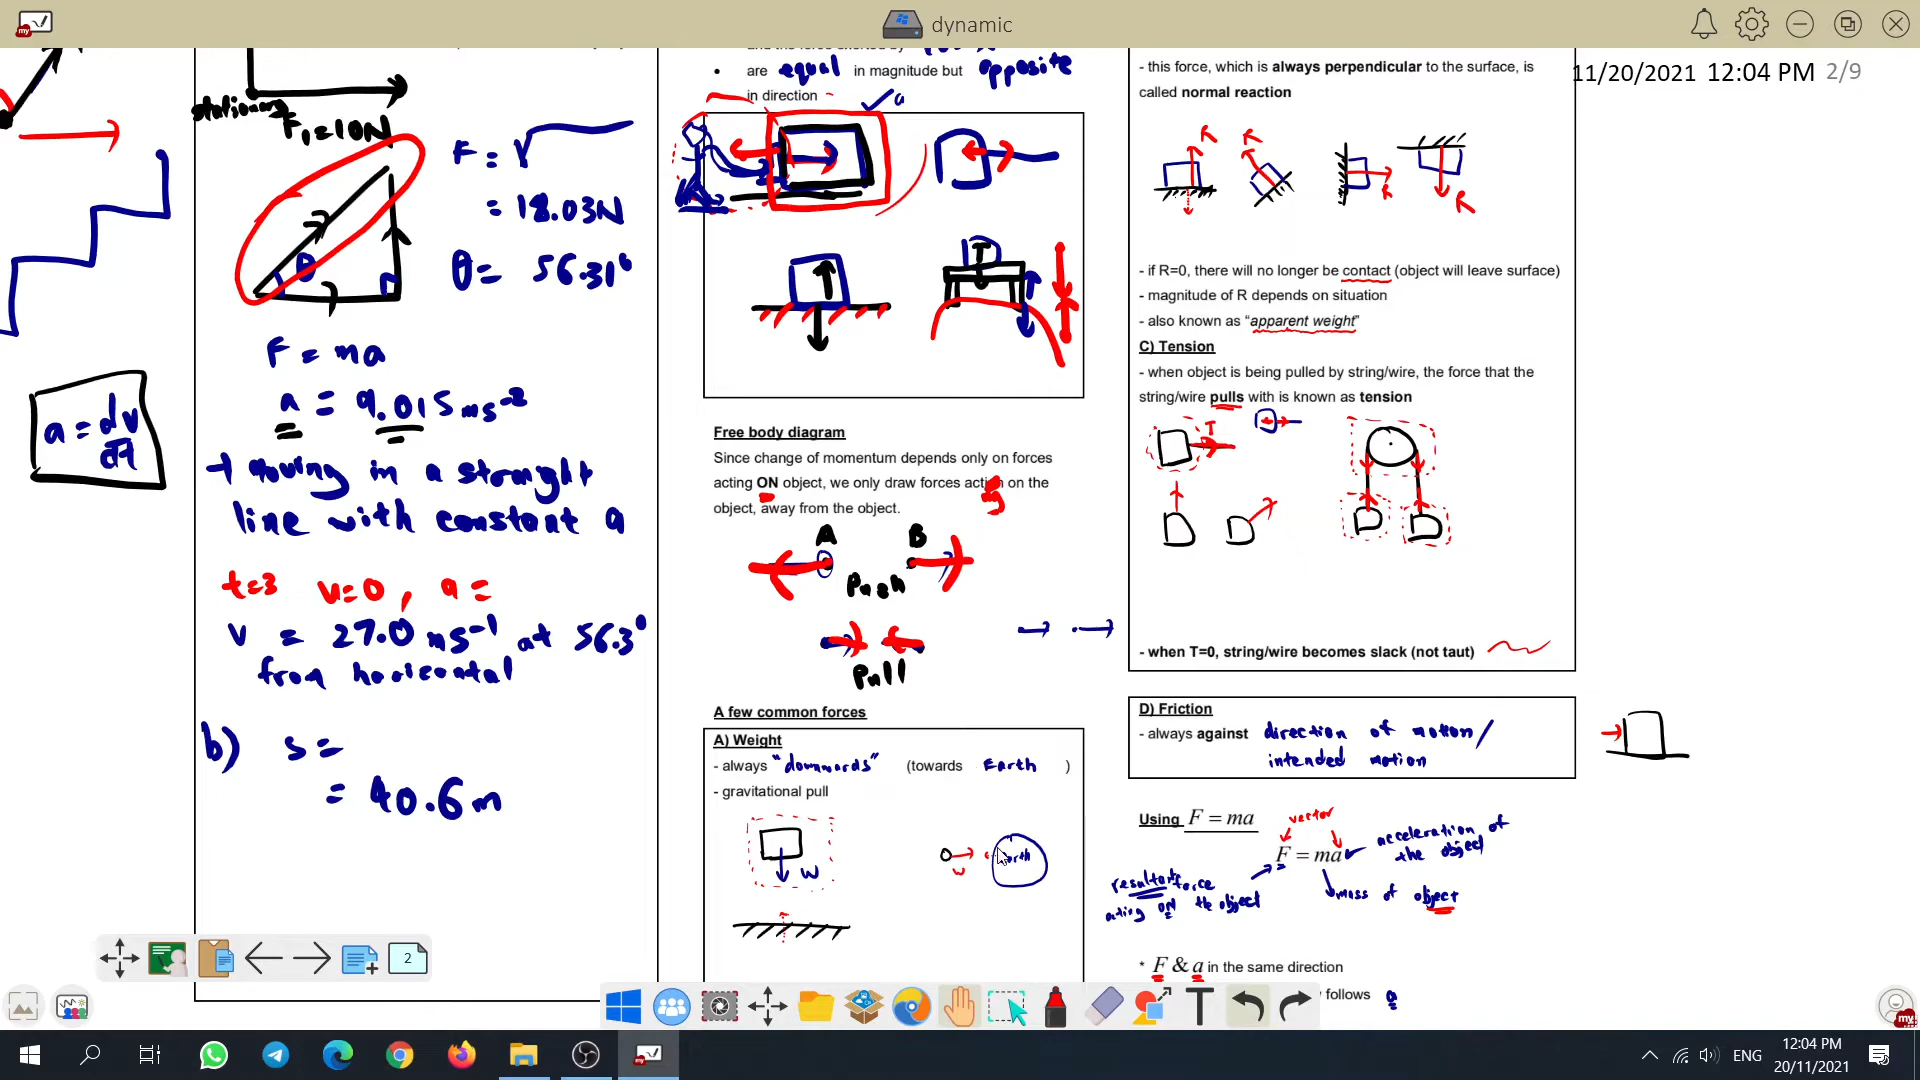 dynamic
11/20/2021 12:04 PM 2/9
stationary
F₁=10N
F = √
= 18.03N
θ = 56.31°
θ
F = ma
a = 9.015 ms⁻²
a = dv/dt
→ Moving in a straight
line with constant a
t=3 v=0, a =
v = 27.0 ms⁻¹ at 56.3°
from horizontal
b) s =
= 40.6 m
• are equal in magnitude but opposite
in direction
a
Free body diagram
Since change of momentum depends only on forces
acting ON object, we only draw forces acting on the
object, away from the object.
A B
Push
Pull
A few common forces
A) Weight
- always "downwards" (towards Earth )
- gravitational pull
W
W
- this force, which is always perpendicular to the surface, is
called normal reaction
R R R R
- if R=0, there will no longer be contact (object will leave surface)
- magnitude of R depends on situation
- also known as "apparent weight"
C) Tension
- when object is being pulled by string/wire, the force that the
string/wire pulls with is known as tension
T
- when T=0, string/wire becomes slack (not taut)
D) Friction
- always against direction of motion/
intended motion
Using F = ma
vector
F = ma
acceleration of
the object
resultant force
acting ON the object
mass of object
* F & a in the same direction
follows a
2
ENG
12:04 PM
20/11/2021